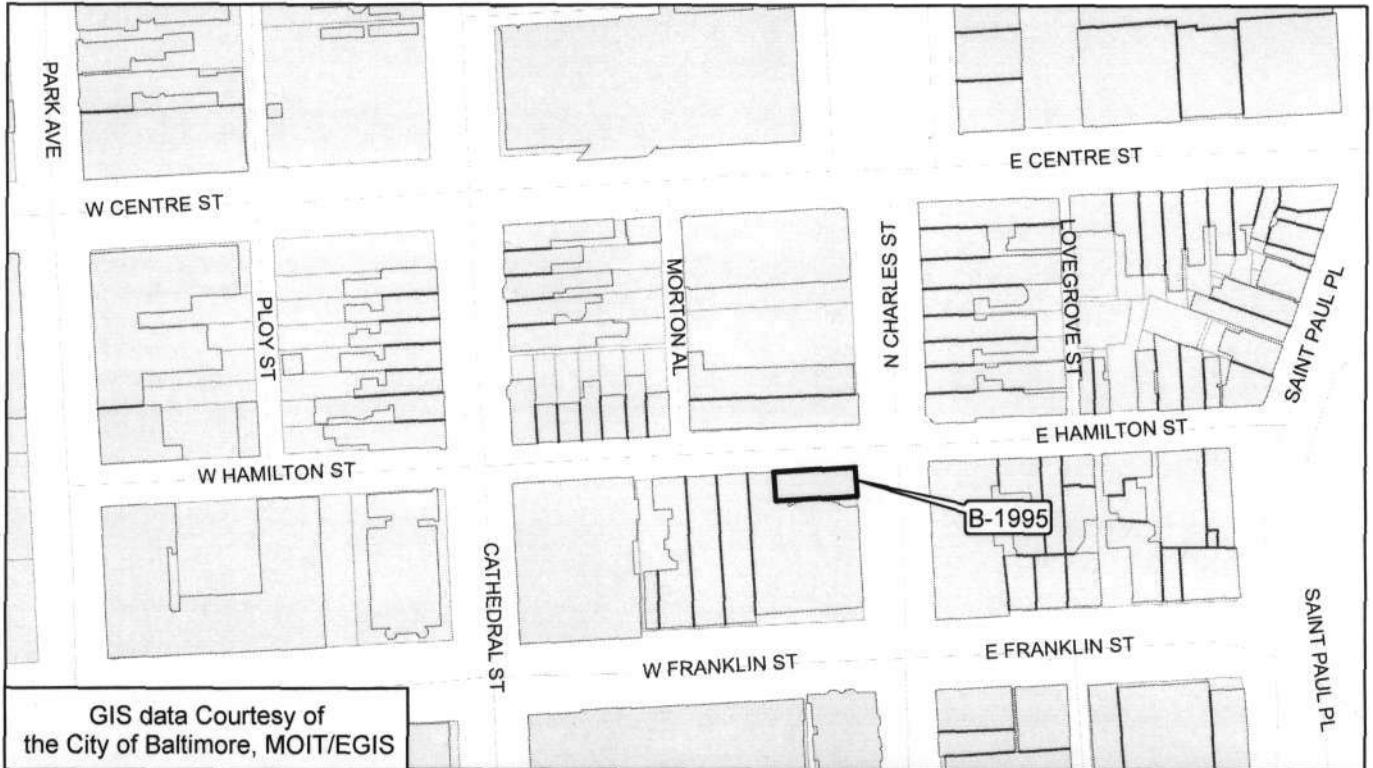 PARK AVE
W CENTRE ST
E CENTRE ST
PLOY ST
MORTON AL
N CHARLES ST
LOVEGROVE ST
SAINT PAUL PL
W HAMILTON ST
E HAMILTON ST
B-1995
CATHEDRAL ST
W FRANKLIN ST
E FRANKLIN ST
SAINT PAUL PL
GIS data Courtesy of
the City of Baltimore, MOIT/EGIS